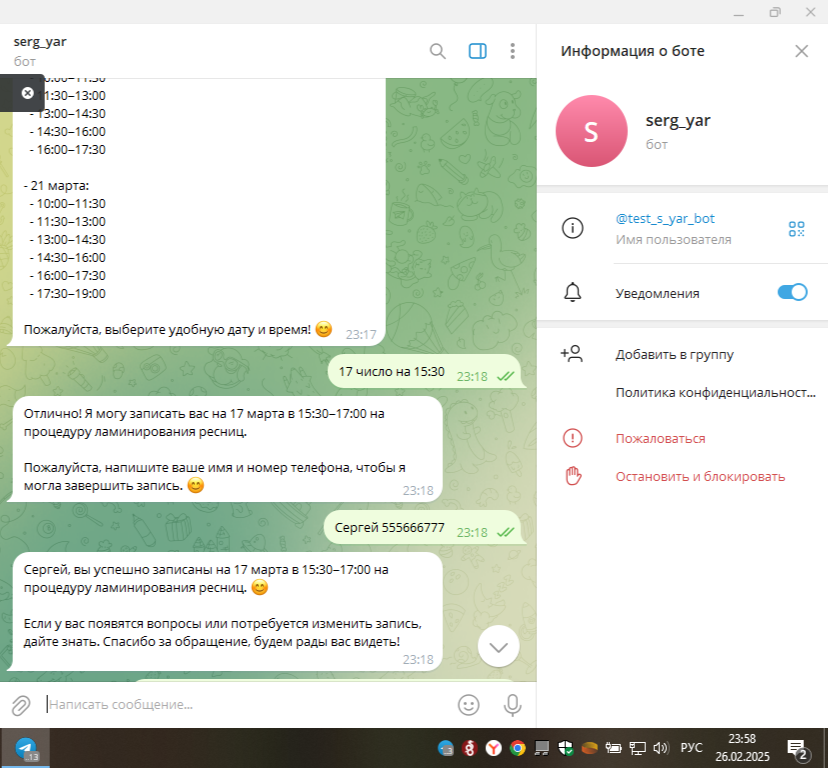 serg_yar
бот
- 10:00–11:30
- 11:30–13:00
- 13:00–14:30
- 14:30–16:00
- 16:00–17:30
- 21 марта:
- 10:00–11:30
- 11:30–13:00
- 13:00–14:30
- 14:30–16:00
- 16:00–17:30
- 17:30–19:00
Пожалуйста, выберите удобную дату и время! 😊 23:17
17 число на 15:30 23:18
Отлично! Я могу записать вас на 17 марта в 15:30–17:00 на
процедуру ламинирования ресниц.
Пожалуйста, напишите ваше имя и номер телефона, чтобы я
могла завершить запись. 😊
23:18
Сергей 555666777 23:18
Сергей, вы успешно записаны на 17 марта в 15:30–17:00 на
процедуру ламинирования ресниц. 😊
Если у вас появятся вопросы или потребуется изменить запись,
дайте знать. Спасибо за обращение, будем рады вас видеть!
23:18
Написать сообщение...
Информация о боте
S
serg_yar
бот
@test_s_yar_bot
Имя пользователя
Уведомления
Добавить в группу
Политика конфиденциальност...
Пожаловаться
Остановить и блокировать
РУС
23:58
26.02.2025
2